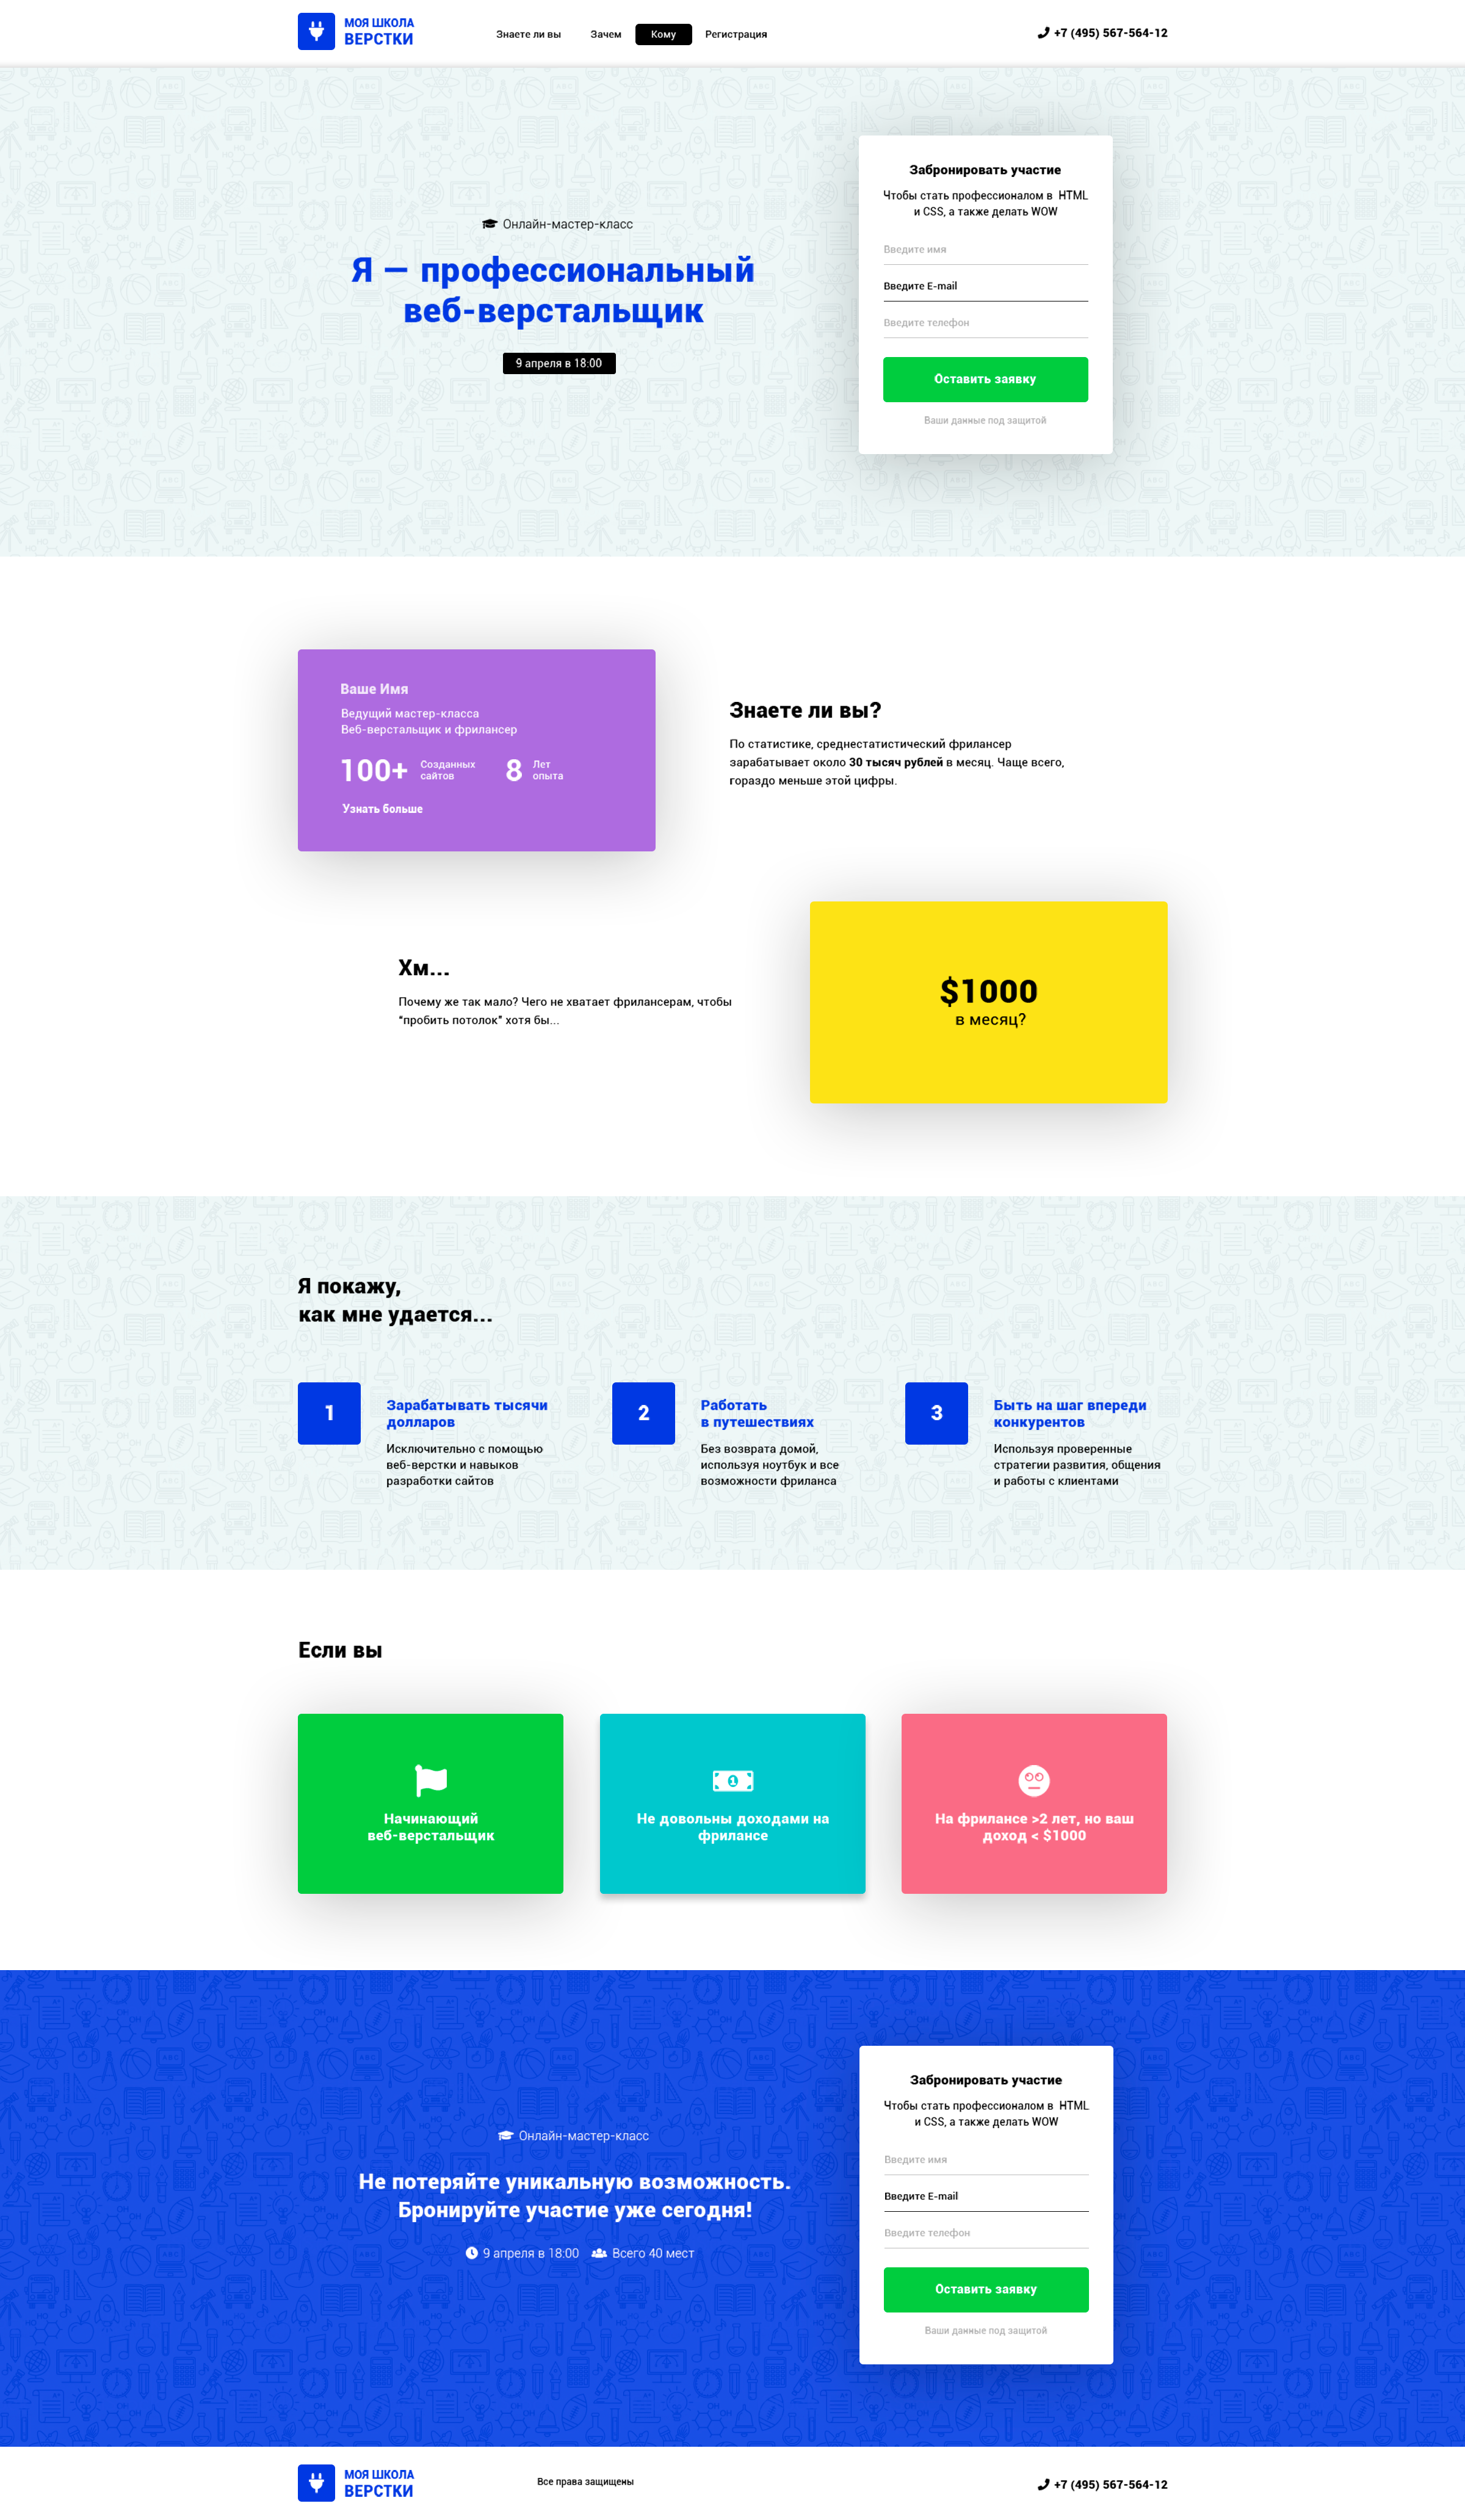 МОЯ ШКОЛА
ВЕРСТКИ
Знаете ли вы
Зачем
Кому
Регистрация
+7 (495) 567-564-12
Онлайн-мастер-класс
Я — профессиональный
веб-верстальщик
9 апреля в 18:00
Забронировать участие
Чтобы стать профессионалом в HTML
и CSS, а также делать WOW
Введите имя
Введите E-mail
Введите телефон
Оставить заявку
Ваши данные под защитой
Ваше Имя
Ведущий мастер-класса
Веб-верстальщик и фрилансер
100+
Созданных
сайтов
8
Лет
опыта
Узнать больше
Знаете ли вы?
По статистике, среднестатистический фрилансер
зарабатывает около 30 тысяч рублей в месяц. Чаще всего,
гораздо меньше этой цифры.
Хм...
Почему же так мало? Чего не хватает фрилансерам, чтобы
“пробить потолок” хотя бы...
$1000
в месяц?
Я покажу,
как мне удается...
1
Зарабатывать тысячи
долларов
Исключительно с помощью
веб-верстки и навыков
разработки сайтов
2
Работать
в путешествиях
Без возврата домой,
используя ноутбук и все
возможности фриланса
3
Быть на шаг впереди
конкурентов
Используя проверенные
стратегии развития, общения
и работы с клиентами
Если вы
Начинающий
веб-верстальщик
1
Не довольны доходами на
фрилансе
На фрилансе >2 лет, но ваш
доход < $1000
Онлайн-мастер-класс
Не потеряйте уникальную возможность.
Бронируйте участие уже сегодня!
9 апреля в 18:00
Всего 40 мест
Забронировать участие
Чтобы стать профессионалом в HTML
и CSS, а также делать WOW
Введите имя
Введите E-mail
Введите телефон
Оставить заявку
Ваши данные под защитой
МОЯ ШКОЛА
ВЕРСТКИ
Все права защищены
+7 (495) 567-564-12